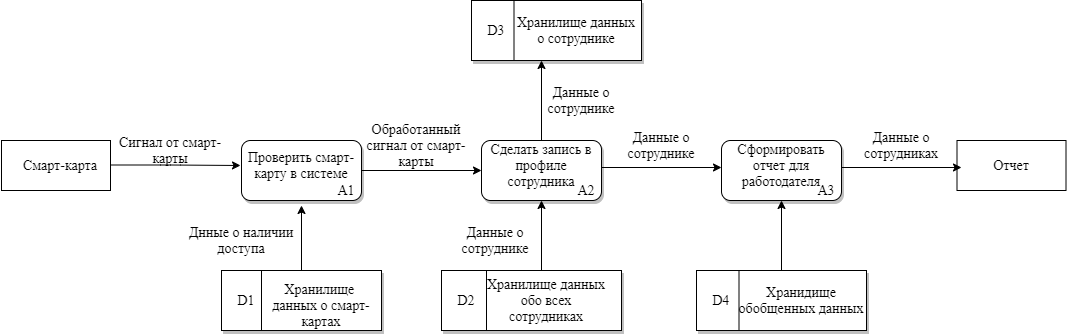 D3
Хранилище данных
о сотруднике
Данные о
сотруднике
Смарт-карта
Сигнал от смарт-
карты
Проверить смарт-
карту в системе
A1
Обработанный
сигнал от смарт-
карты
Сделать запись в
профиле
сотрудника
A2
Данные о
сотруднике
Сформировать
отчет для
работодателя
A3
Данные о
сотрудниках
Отчет
Днные о наличии
доступа
Данные о
сотруднике
D1
Хранилище
данных о смарт-
картах
D2
Хранилище данных
обо всех
сотрудниках
D4
Хранидище
обобщенных данных